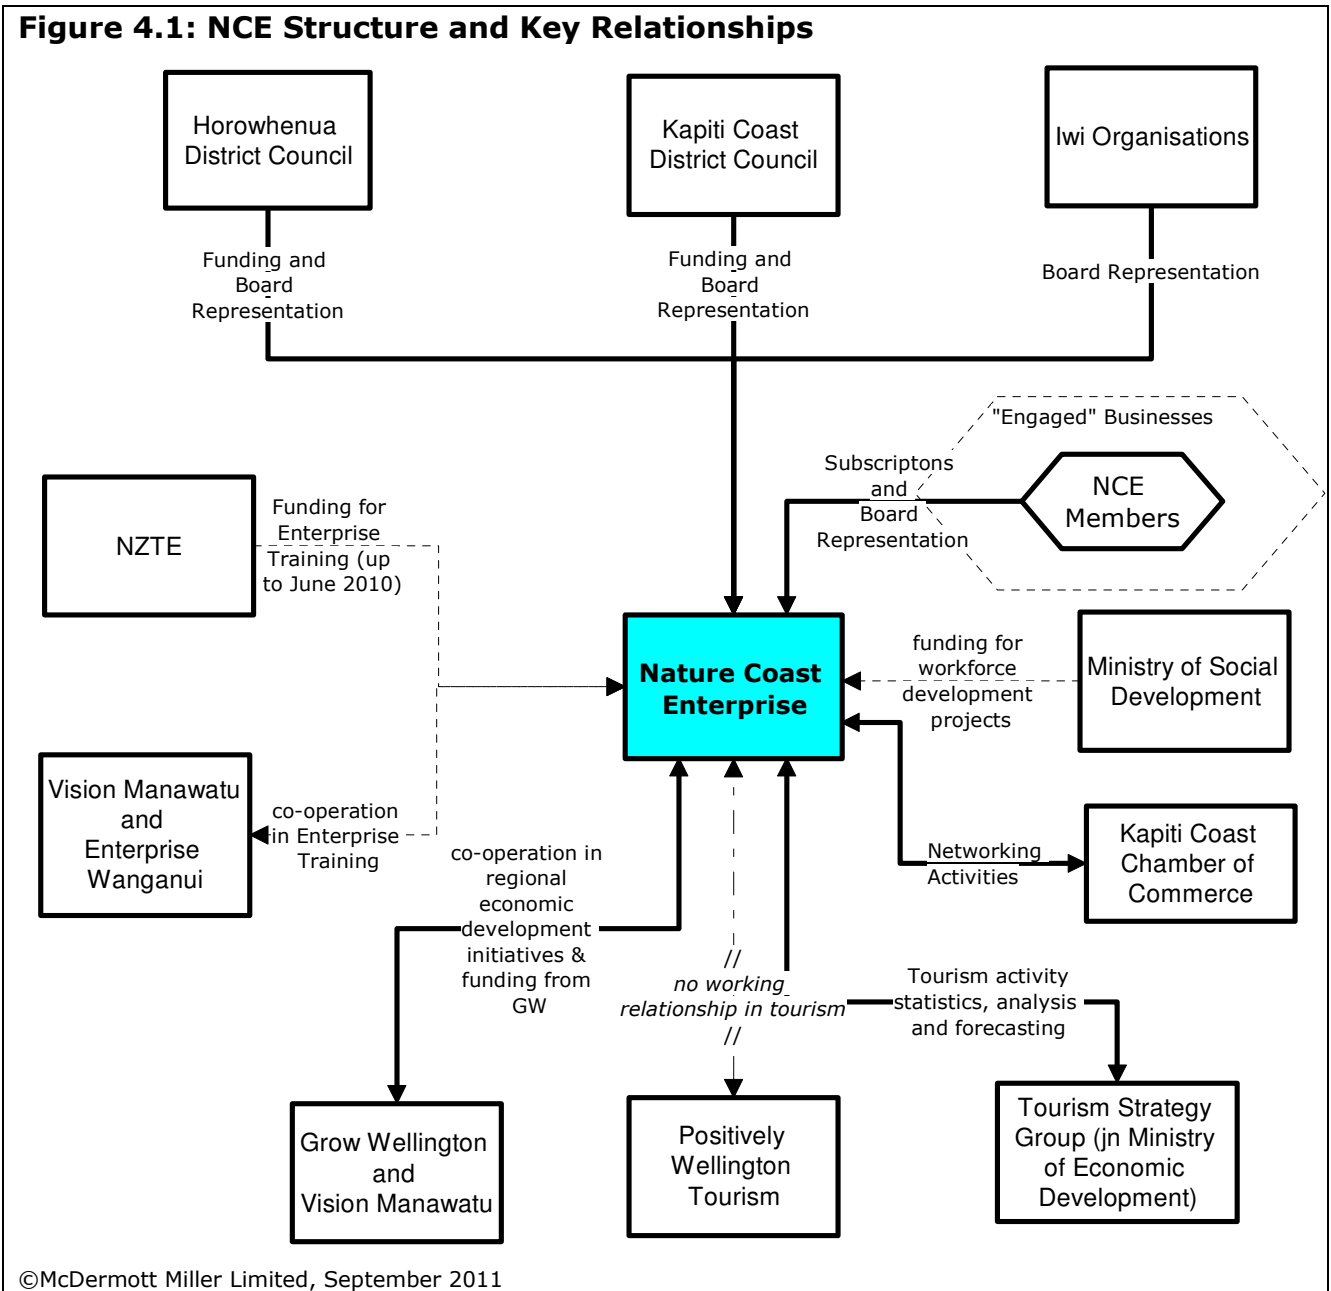 Figure 4.1: NCE Structure and Key Relationships
Horowhenua
District Council
Kapiti Coast
District Council
Iwi Organisations
Funding and
Board
Representation
Funding and
Board
Representation
Board Representation
"Engaged" Businesses
Subscriptons
and
Board
Representation
NCE
Members
NZTE
Funding for
Enterprise
Training (up
to June 2010)
Nature Coast
Enterprise
funding for
workforce
development
projects
Ministry of Social
Development
Vision Manawatu
and
Enterprise
Wanganui
co-operation
in Enterprise
Training
co-operation in
regional
economic
development
initiatives &
funding from
GW
Networking
Activities
Kapiti Coast
Chamber of
Commerce
//
no working
relationship in tourism
//
Tourism activity
statistics, analysis
and forecasting
Grow Wellington
and
Vision Manawatu
Positively
Wellington
Tourism
Tourism Strategy
Group (jn Ministry
of Economic
Development)
©McDermott Miller Limited, September 2011